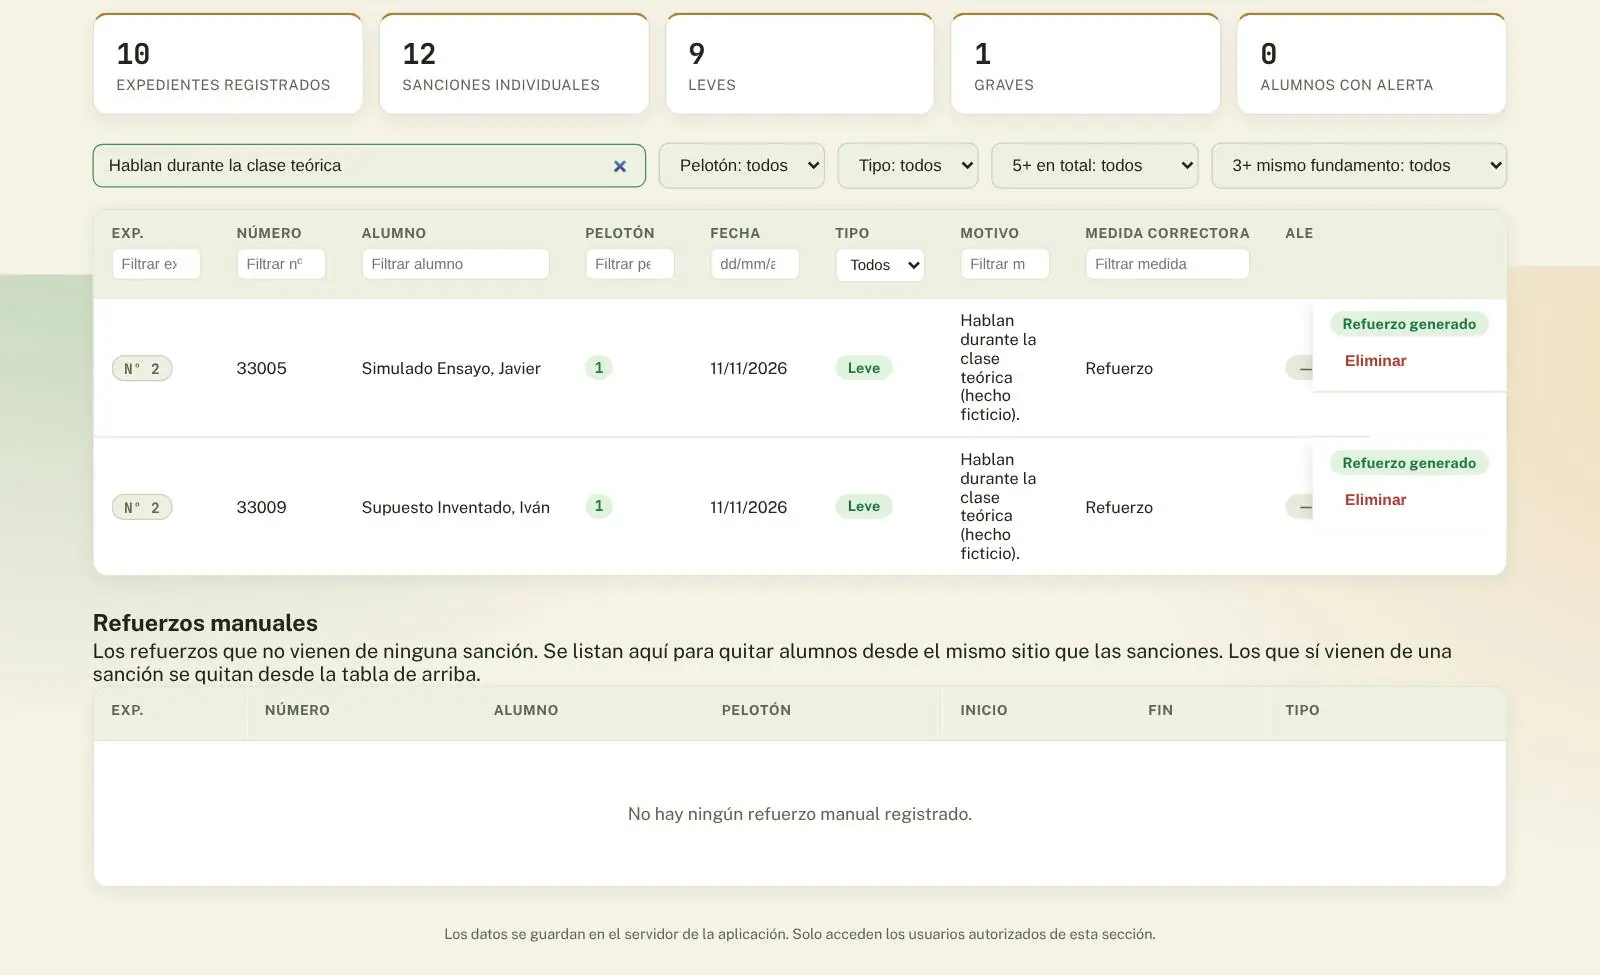 10
EXPEDIENTES REGISTRADOS
12
SANCIONES INDIVIDUALES
9
LEVES
1
GRAVES
0
ALUMNOS CON ALERTA
Hablan durante la clase teórica
Pelotón: todos
Tipo: todos
5+ en total: todos
3+ mismo fundamento: todos
EXP. NÚMERO ALUMNO PELOTÓN FECHA TIPO MOTIVO MEDIDA CORRECTORA ALE
Filtrar ex Filtrar nº Filtrar alumno Filtrar pe dd/mm/a Todos Filtrar m Filtrar medida
Nº 2 33005 Simulado Ensayo, Javier 1 11/11/2026 Leve
Hablan
durante la
clase
teórica
(hecho
ficticio).
Refuerzo
—
Refuerzo generado
Eliminar
Nº 2 33009 Supuesto Inventado, Iván 1 11/11/2026 Leve
Hablan
durante la
clase
teórica
(hecho
ficticio).
Refuerzo
—
Refuerzo generado
Eliminar
Refuerzos manuales
Los refuerzos que no vienen de ninguna sanción. Se listan aquí para quitar alumnos desde el mismo sitio que las sanciones. Los que sí vienen de una
sanción se quitan desde la tabla de arriba.
EXP. NÚMERO ALUMNO PELOTÓN INICIO FIN TIPO
No hay ningún refuerzo manual registrado.
Los datos se guardan en el servidor de la aplicación. Solo acceden los usuarios autorizados de esta sección.